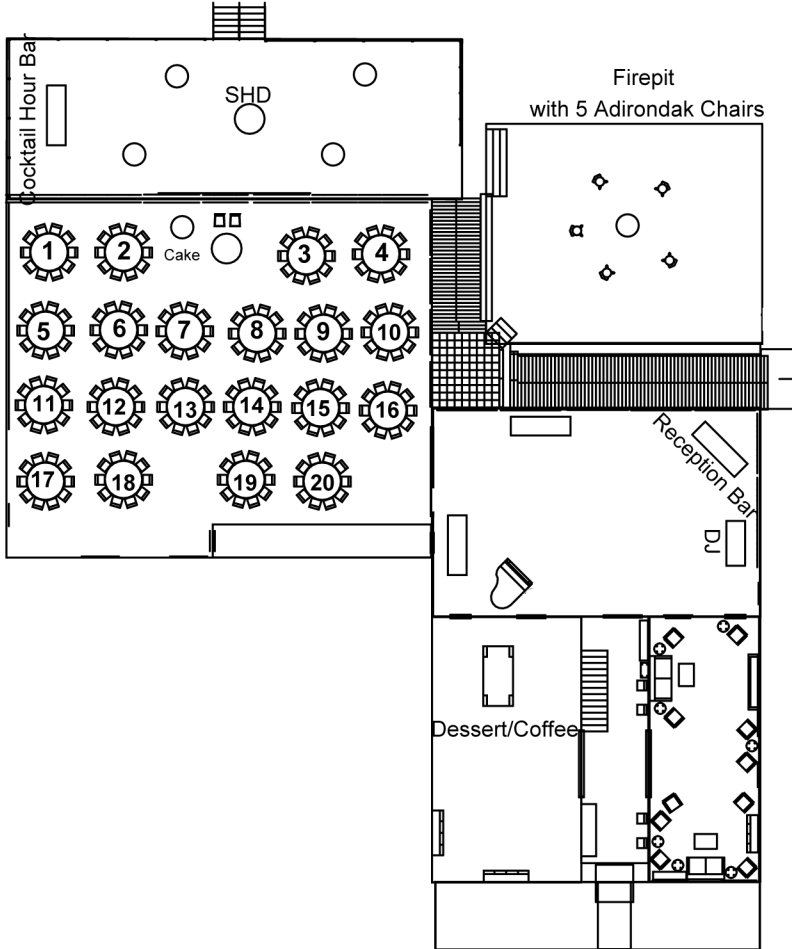 Cocktail Hour Bar
SHD
Firepit
with 5 Adirondak Chairs
1
2
Cake
3
4
5
6
7
8
9
10
11
12
13
14
15
16
17
18
19
20
Reception Bar
DJ
Dessert/Coffee